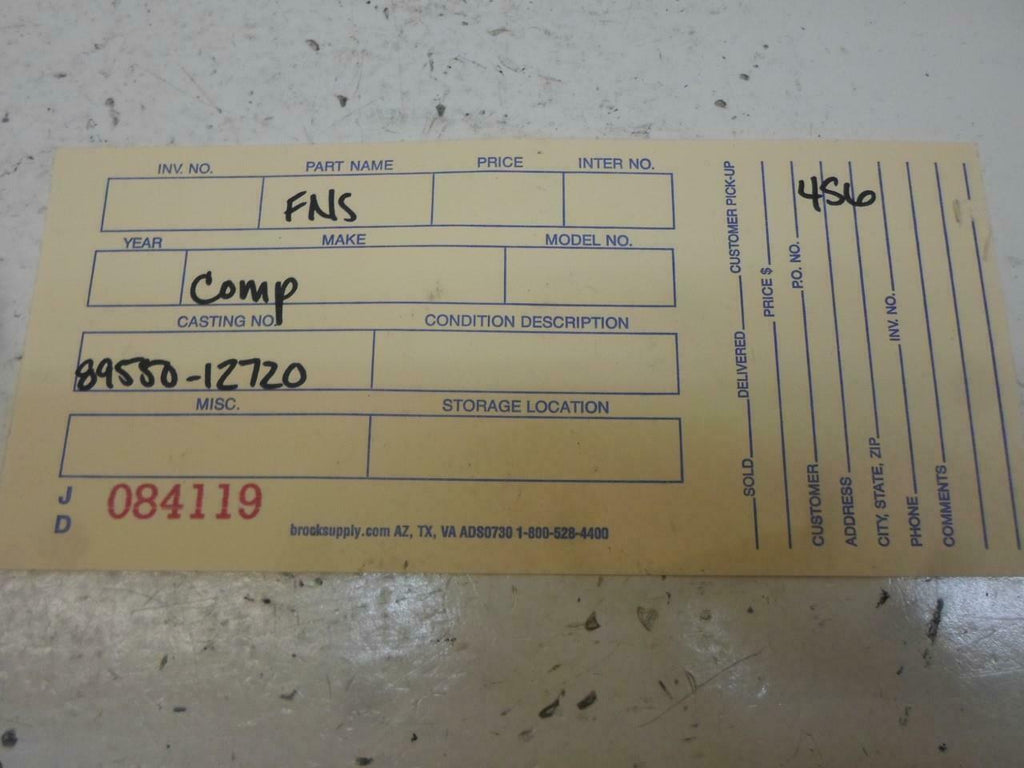 INV. NO. PART NAME PRICE INTER NO.
FNS
YEAR MAKE MODEL NO.
Comp
CASTING NO. CONDITION DESCRIPTION
89550-12720
MISC. STORAGE LOCATION
J
D
084119
brocksupply.com AZ, TX, VA ADS0730 1-800-528-4400
SOLD DELIVERED CUSTOMER PICK-UP
PRICE $
P.O. NO.
456
CUSTOMER
ADDRESS
CITY, STATE, ZIP
INV. NO.
PHONE
COMMENTS